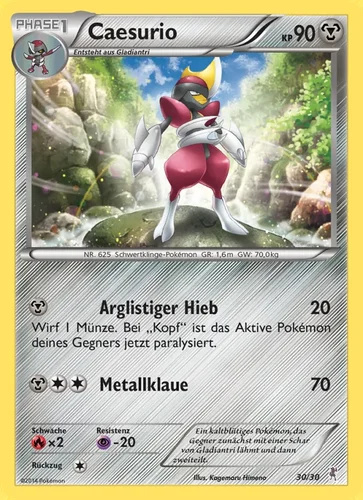 PHASE 1 Caesurio KP 90
Entsteht aus Gladiantri
NR. 625 Schwertklinge-Pokémon GR: 1,6m GW: 70,0kg
Arglistiger Hieb 20
Wirf 1 Münze. Bei „Kopf“ ist das Aktive Pokémon
deines Gegners jetzt paralysiert.
Metallklaue 70
Schwäche Resistenz
×2 -20
Rückzug
Ein kaltblütiges Pokémon, das
Gegner zunächst mit einer Schar
von Gladiantri lähmt und dann
zweiteilt.
©2014 Pokémon Illus. Kagemaru Himeno 30/30